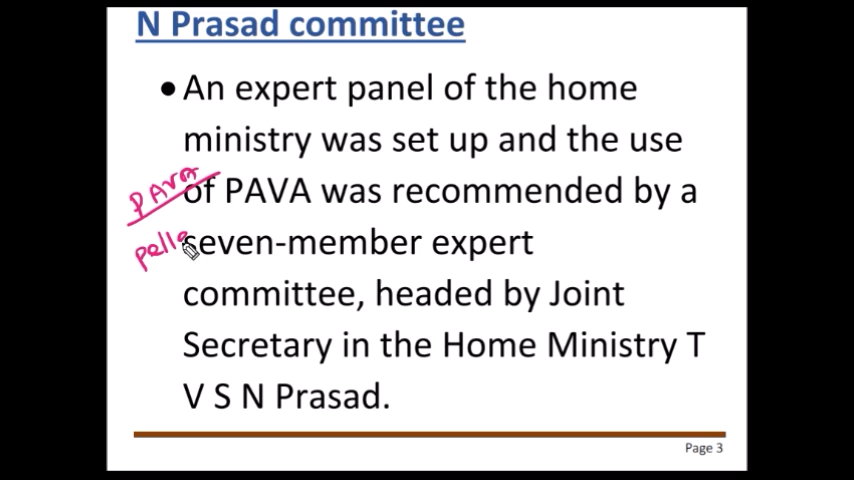 N Prasad committee
• An expert panel of the home
ministry was set up and the use
of PAVA was recommended by a
PAVA
seven-member expert
pelle
committee, headed by Joint
Secretary in the Home Ministry T
V S N Prasad.
Page 3